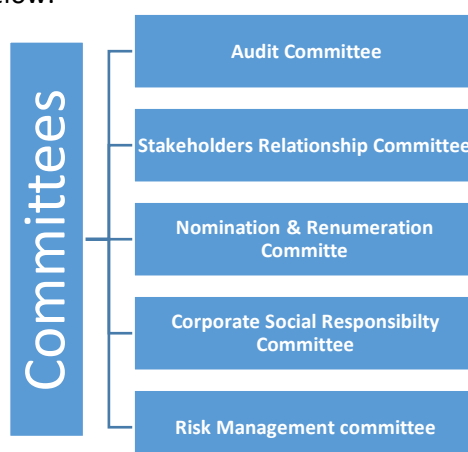 Committees
Audit Committee
Stakeholders Relationship Committee
Nomination & Renumeration
Committe
Corporate Social Responsibilty
Committee
Risk Management committee